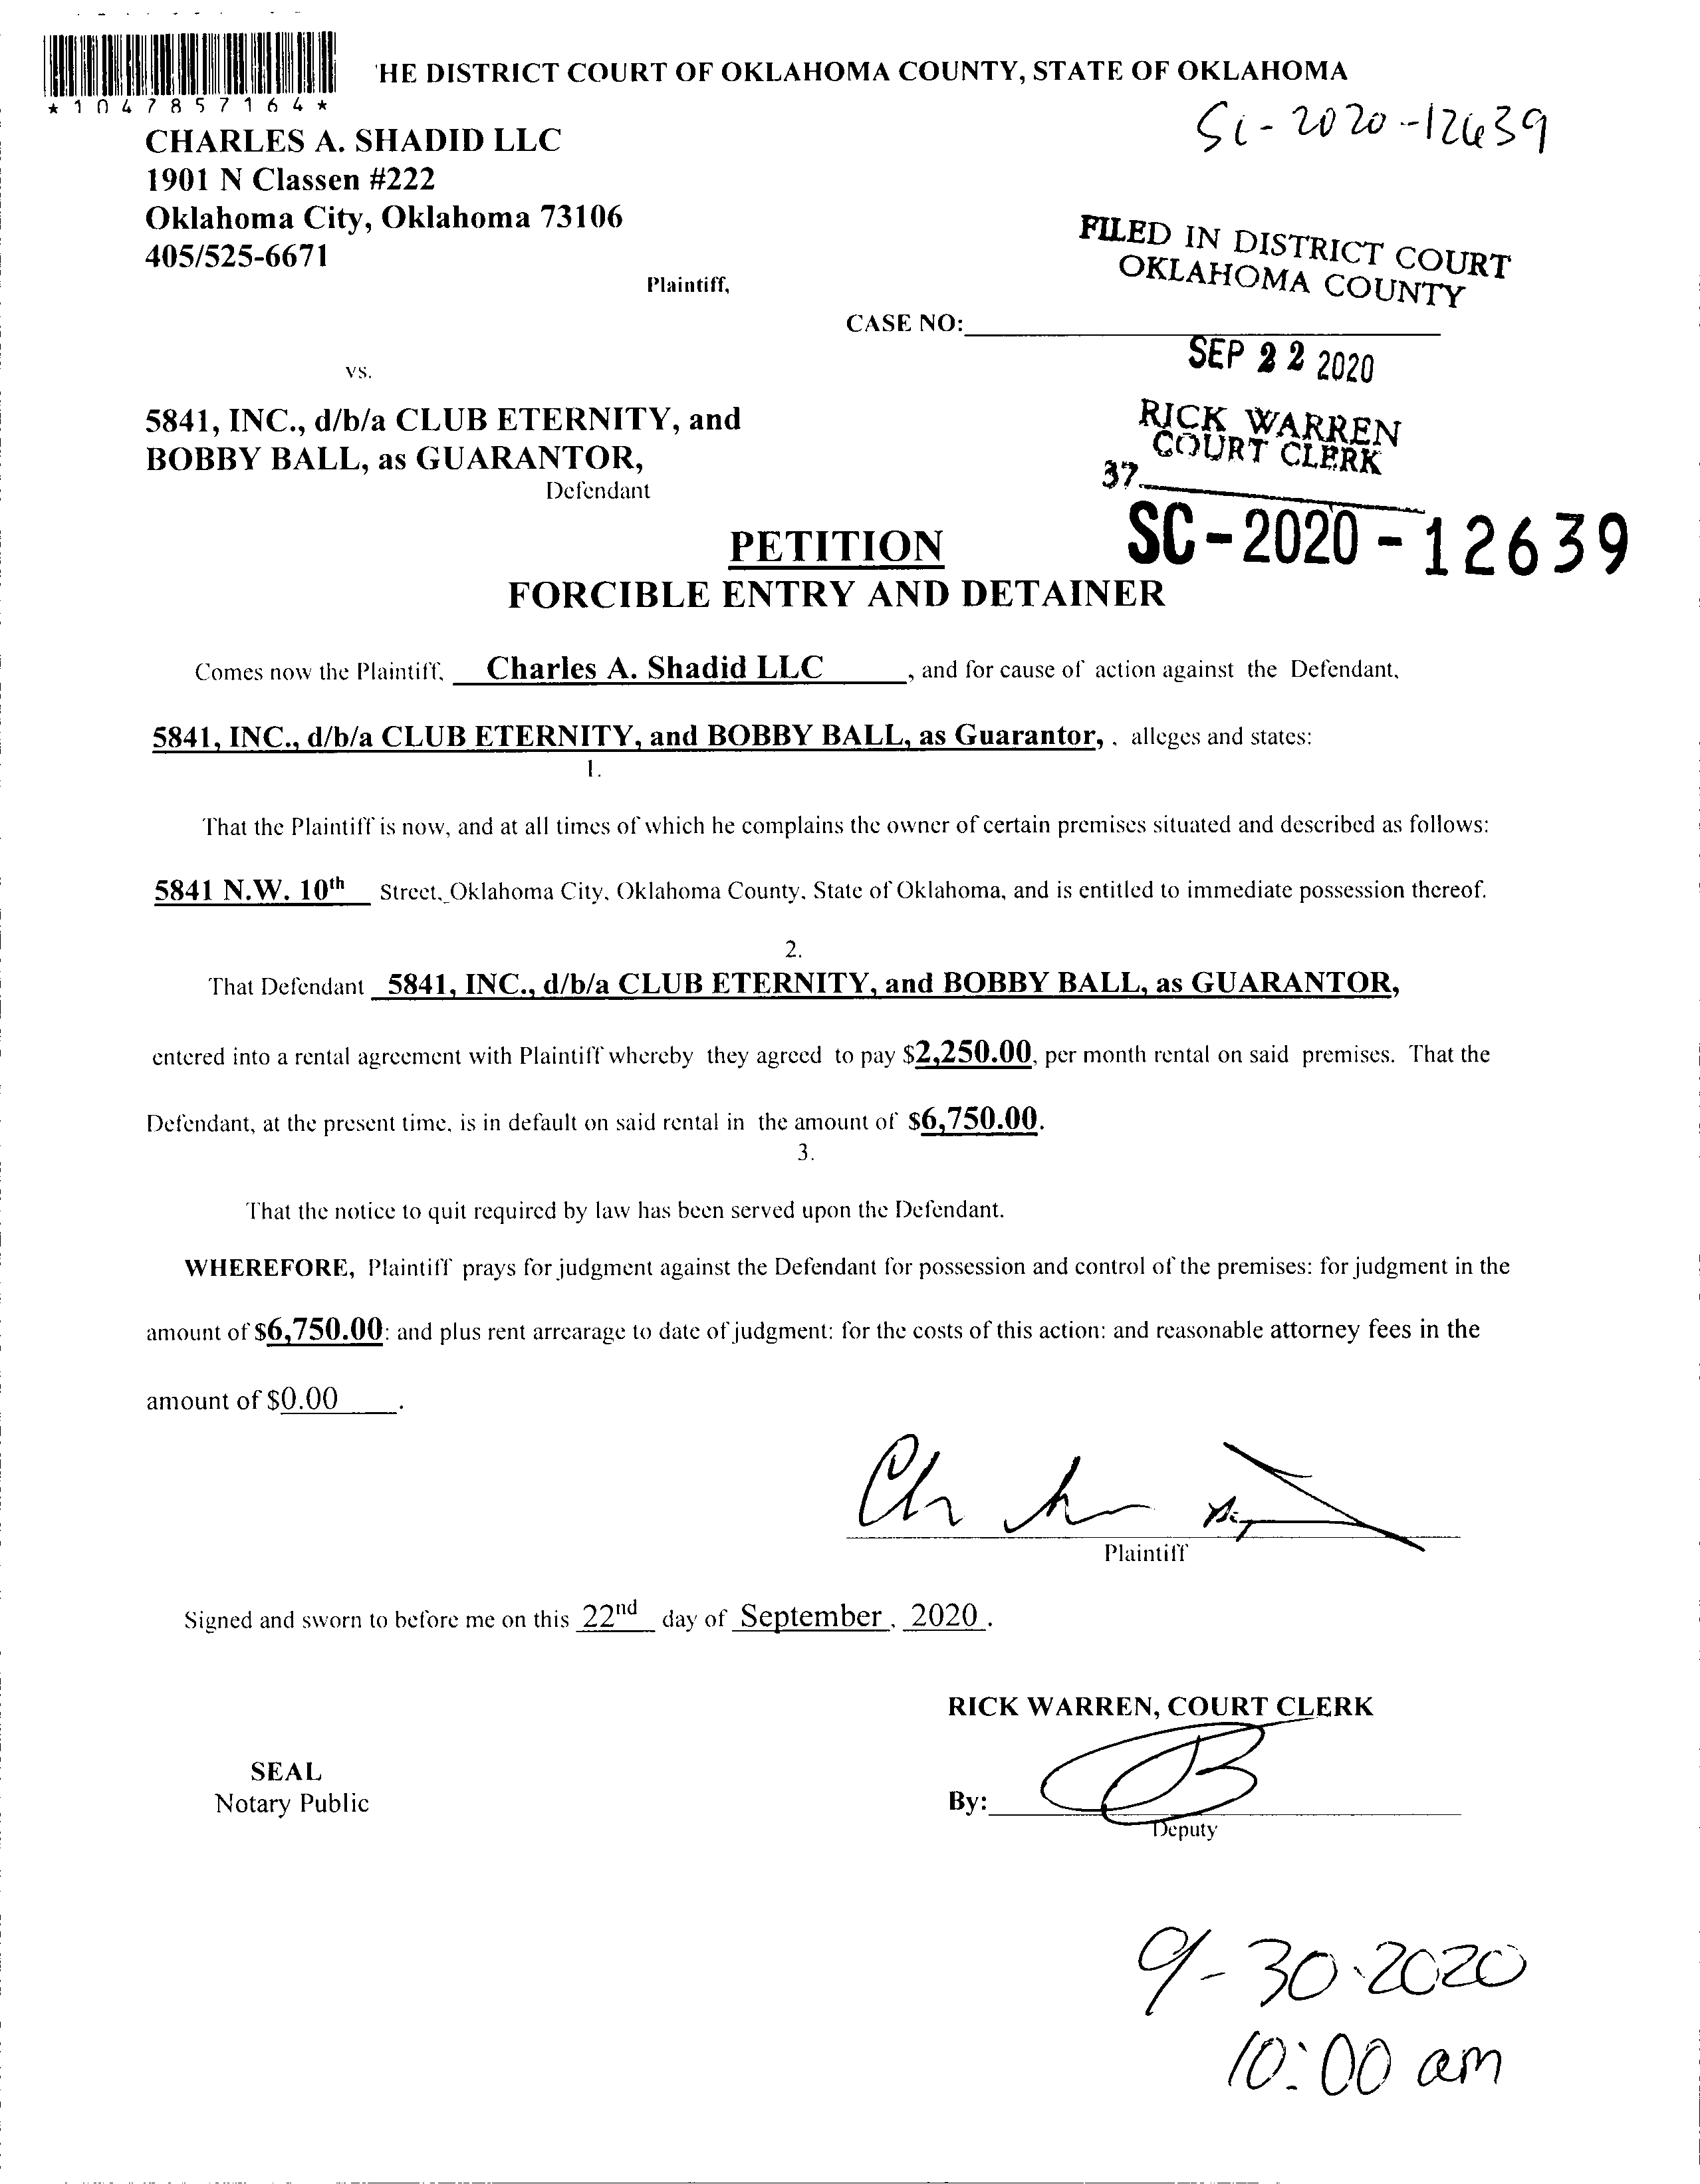 'HE DISTRICT COURT OF OKLAHOMA COUNTY, STATE OF OKLAHOMA
*1047857164*
SC-2020-12639
CHARLES A. SHADID LLC
1901 N Classen #222
Oklahoma City, Oklahoma 73106
405/525-6671
Plaintiff,
FILED IN DISTRICT COURT
OKLAHOMA COUNTY
CASE NO:
SEP 22 2020
vs.
5841, INC., d/b/a CLUB ETERNITY, and
BOBBY BALL, as GUARANTOR,
Defendant
RICK WARREN
COURT CLERK
37
SC-2020-12639
PETITION
FORCIBLE ENTRY AND DETAINER
Comes now the Plaintiff, Charles A. Shadid LLC, and for cause of action against the Defendant,
5841, INC., d/b/a CLUB ETERNITY, and BOBBY BALL, as Guarantor, , alleges and states:
1.
That the Plaintiff is now, and at all times of which he complains the owner of certain premises situated and described as follows:
5841 N.W. 10th Street, Oklahoma City, Oklahoma County, State of Oklahoma, and is entitled to immediate possession thereof.
2.
That Defendant 5841, INC., d/b/a CLUB ETERNITY, and BOBBY BALL, as GUARANTOR,
entered into a rental agreement with Plaintiff whereby they agreed to pay $2,250.00, per month rental on said premises. That the
Defendant, at the present time, is in default on said rental in the amount of $6,750.00.
3.
That the notice to quit required by law has been served upon the Defendant.
WHEREFORE, Plaintiff prays for judgment against the Defendant for possession and control of the premises: for judgment in the
amount of $6,750.00: and plus rent arrearage to date of judgment: for the costs of this action: and reasonable attorney fees in the
amount of $0.00.
Plaintiff
Signed and sworn to before me on this 22nd day of September, 2020.
RICK WARREN, COURT CLERK
SEAL
Notary Public
By:
Deputy
9-30-2020
10:00 am